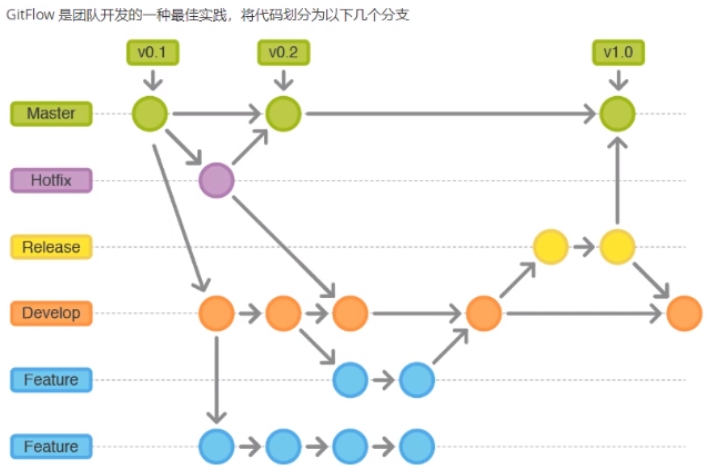 GitFlow 是团队开发的一种最佳实践，将代码划分为以下几个分支
v0.1
v0.2
v1.0
Master
Hotfix
Release
Develop
Feature
Feature